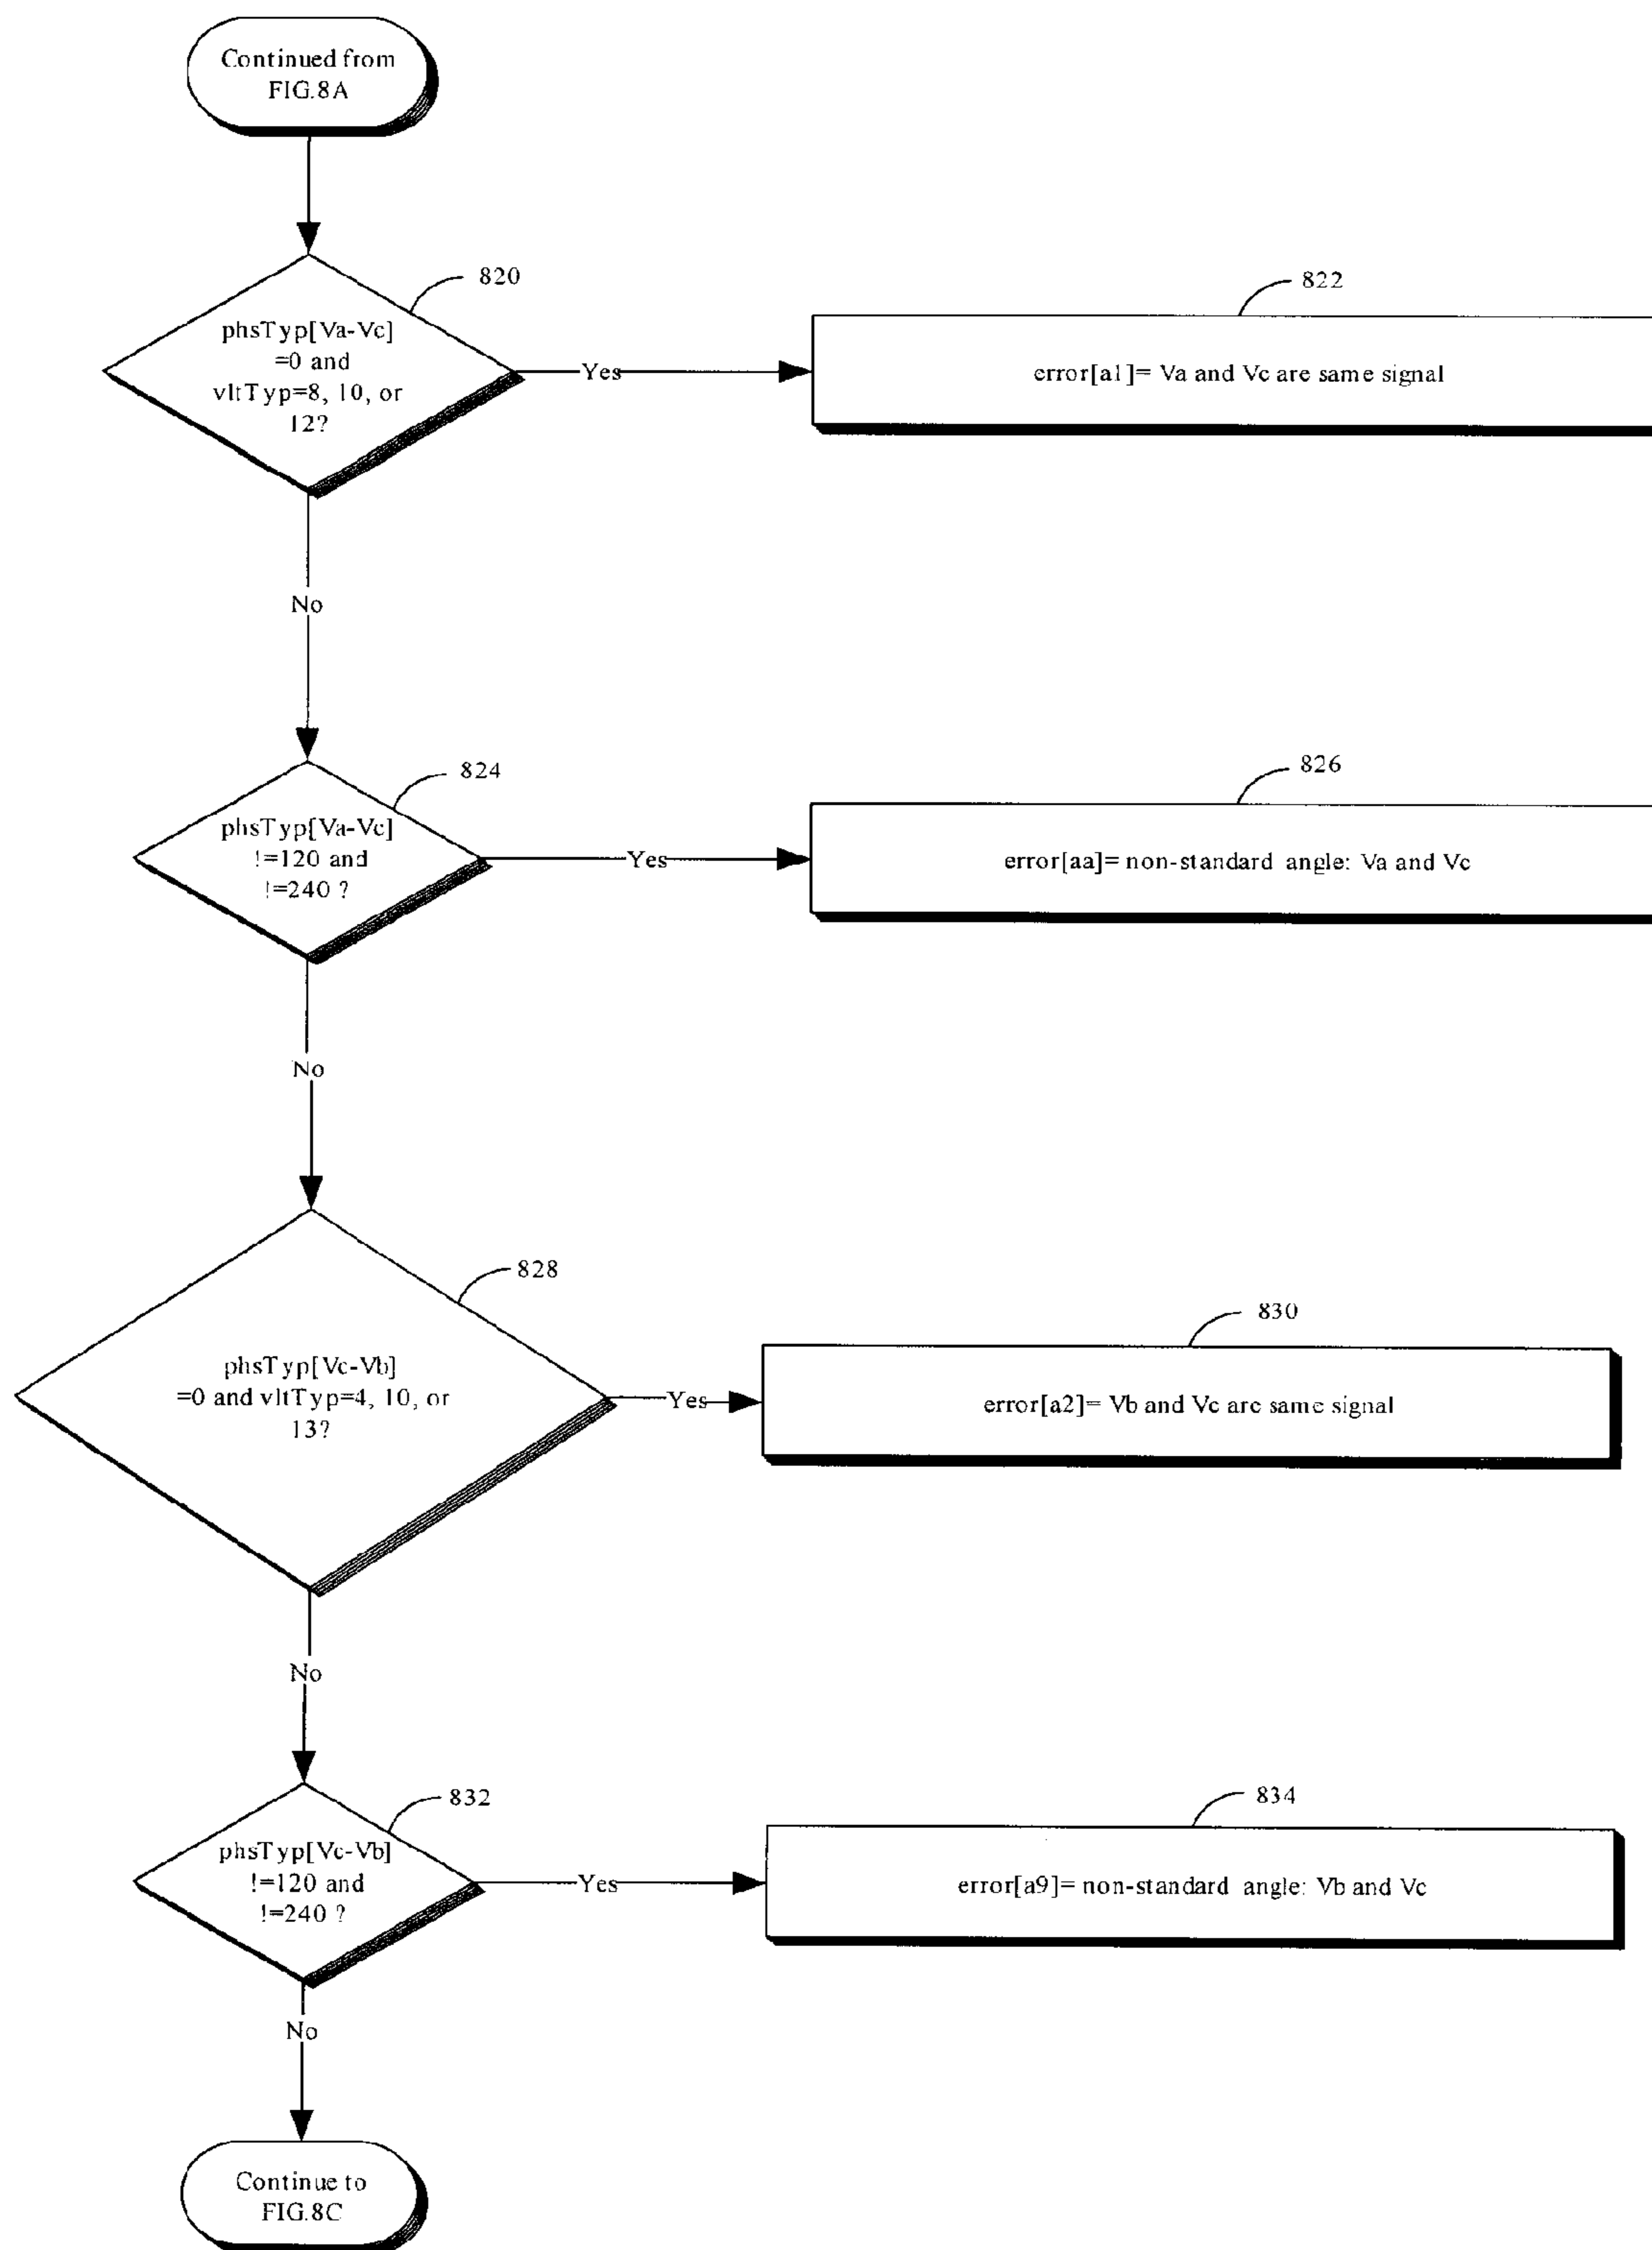 Continued from
FIG.8A
820
phsTyp[Va-Vc]
=0 and
vltTyp=8, 10, or
12?
Yes
822
error[a1]= Va and Vc are same signal
No
824
phsTyp[Va-Vc]
!=120 and
!=240 ?
Yes
826
error[aa]= non-standard angle: Va and Vc
No
828
phsTyp[Vc-Vb]
=0 and vltTyp=4, 10, or
13?
Yes
830
error[a2]= Vb and Vc are same signal
No
832
phsTyp[Vc-Vb]
!=120 and
!=240 ?
Yes
834
error[a9]= non-standard angle: Vb and Vc
No
Continue to
FIG.8C